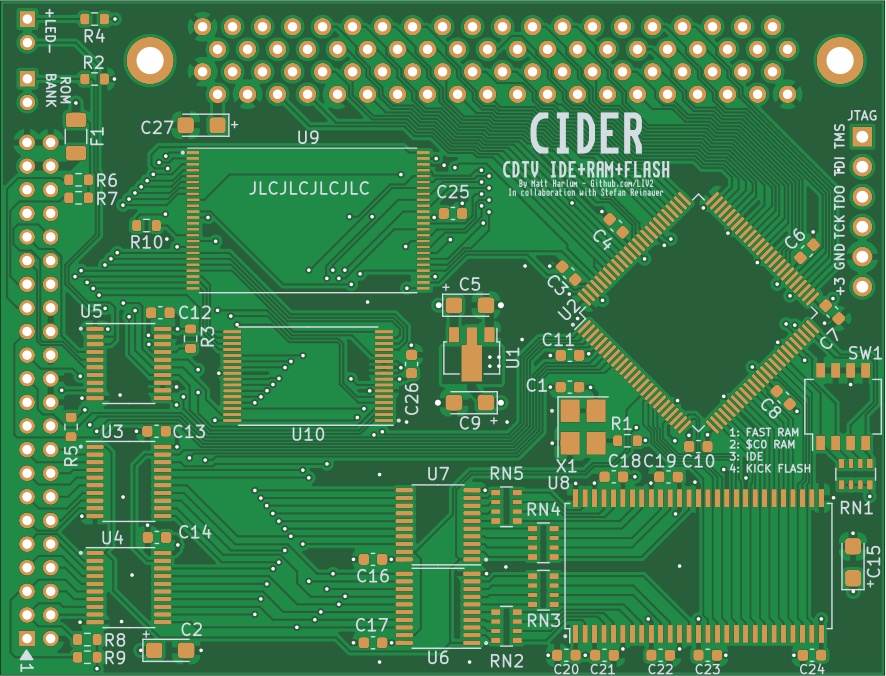 +LED-
R4
R2
ROM
BANK
F1
C27
+
U9
JLCJLCJLCJLC
CIDER
CDTV IDE+RAM+FLASH
By Matt Harlum - Github.com/LIV2
In collaboration with Stefan Reinauer
JTAG
TMS
TDI
TDO
TCK
GND
+3
R6
R7
R10
C25
C4
C6
C3
U2
C7
C5
+
U5
C12
R3
U1
C11
C26
C1
C9
+
SW1
C8
U10
R5
U3
C13
R1
X1
C10
1: FAST RAM
2: $C0 RAM
3: IDE
4: KICK FLASH
U7
RN5
U8
C18
C19
RN4
RN1
U4
C14
C16
C15
+
RN3
C17
U6
RN2
R8
R9
C2
+
1
C20
C21
C22
C23
C24